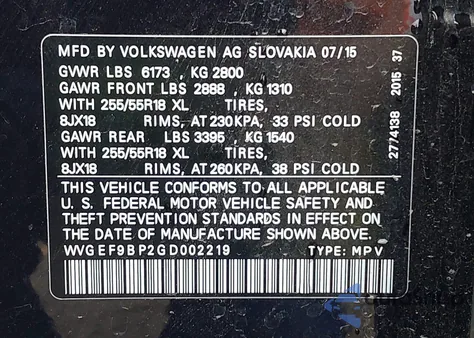 MFD BY VOLKSWAGEN AG SLOVAKIA 07/15
GVWR LBS 6173 , KG 2800
GAWR FRONT LBS 2888 , KG 1310
WITH 255/55R18 XL TIRES,
8JX18 RIMS, AT 230KPA, 33 PSI COLD
GAWR REAR LBS 3395 , KG 1540
WITH 255/55R18 XL TIRES,
8JX18 RIMS, AT 260KPA, 38 PSI COLD
THIS VEHICLE CONFORMS TO ALL APPLICABLE
U. S. FEDERAL MOTOR VEHICLE SAFETY AND
THEFT PREVENTION STANDARDS IN EFFECT ON
THE DATE OF MANUFACTURE SHOWN ABOVE.
WVGEF9BP2GD002219 TYPE: MPV
2774138 2015 37